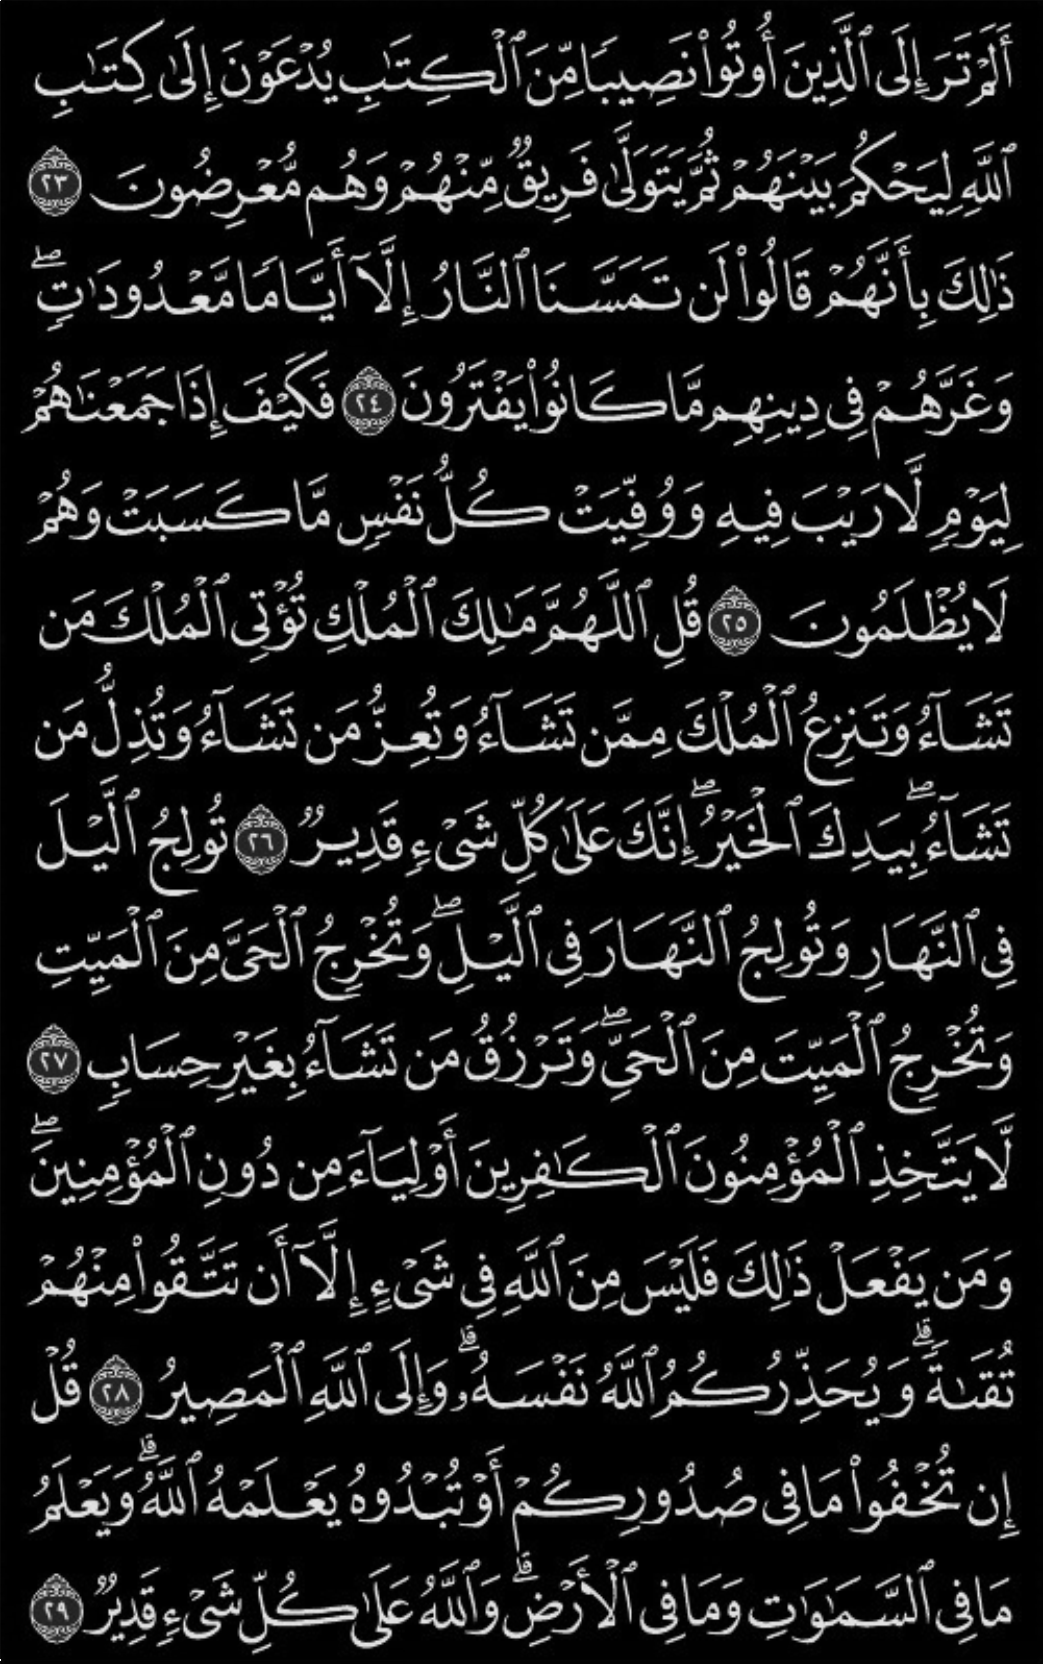 أَلَمْ تَرَ إِلَى ٱلَّذِينَ أُوتُوا۟ نَصِيبًا مِّنَ ٱلْكِتَـٰبِ يُدْعَوْنَ إِلَىٰ كِتَـٰبِ
ٱللَّهِ لِيَحْكُمَ بَيْنَهُمْ ثُمَّ يَتَوَلَّىٰ فَرِيقٌ مِّنْهُمْ وَهُم مُّعْرِضُونَ ٢٣
ذَٰلِكَ بِأَنَّهُمْ قَالُوا۟ لَن تَمَسَّنَا ٱلنَّارُ إِلَّآ أَيَّامًا مَّعْدُودَٰتٍ ۖ
وَغَرَّهُمْ فِى دِينِهِم مَّا كَانُوا۟ يَفْتَرُونَ ٢٤ فَكَيْفَ إِذَا جَمَعْنَـٰهُمْ
لِيَوْمٍ لَّا رَيْبَ فِيهِ وَوُفِّيَتْ كُلُّ نَفْسٍ مَّا كَسَبَتْ وَهُمْ
لَا يُظْلَمُونَ ٢٥ قُلِ ٱللَّهُمَّ مَـٰلِكَ ٱلْمُلْكِ تُؤْتِى ٱلْمُلْكَ مَن
تَشَآءُ وَتَنزِعُ ٱلْمُلْكَ مِمَّن تَشَآءُ وَتُعِزُّ مَن تَشَآءُ وَتُذِلُّ مَن
تَشَآءُ ۖ بِيَدِكَ ٱلْخَيْرُ ۖ إِنَّكَ عَلَىٰ كُلِّ شَىْءٍ قَدِيرٌ ٢٦ تُولِجُ ٱلَّيْلَ
فِى ٱلنَّهَارِ وَتُولِجُ ٱلنَّهَارَ فِى ٱلَّيْلِ ۖ وَتُخْرِجُ ٱلْحَىَّ مِنَ ٱلْمَيِّتِ
وَتُخْرِجُ ٱلْمَيِّتَ مِنَ ٱلْحَىِّ ۖ وَتَرْزُقُ مَن تَشَآءُ بِغَيْرِ حِسَابٍ ٢٧
لَّا يَتَّخِذِ ٱلْمُؤْمِنُونَ ٱلْكَـٰفِرِينَ أَوْلِيَآءَ مِن دُونِ ٱلْمُؤْمِنِينَ ۖ
وَمَن يَفْعَلْ ذَٰلِكَ فَلَيْسَ مِنَ ٱللَّهِ فِى شَىْءٍ إِلَّآ أَن تَتَّقُوا۟ مِنْهُمْ
تُقَىٰةً ۗ وَيُحَذِّرُكُمُ ٱللَّهُ نَفْسَهُۥ ۗ وَإِلَى ٱللَّهِ ٱلْمَصِيرُ ٢٨ قُلْ
إِن تُخْفُوا۟ مَا فِى صُدُورِكُمْ أَوْ تُبْدُوهُ يَعْلَمْهُ ٱللَّهُ ۗ وَيَعْلَمُ
مَا فِى ٱلسَّمَـٰوَٰتِ وَمَا فِى ٱلْأَرْضِ ۗ وَٱللَّهُ عَلَىٰ كُلِّ شَىْءٍ قَدِيرٌ ٢٩